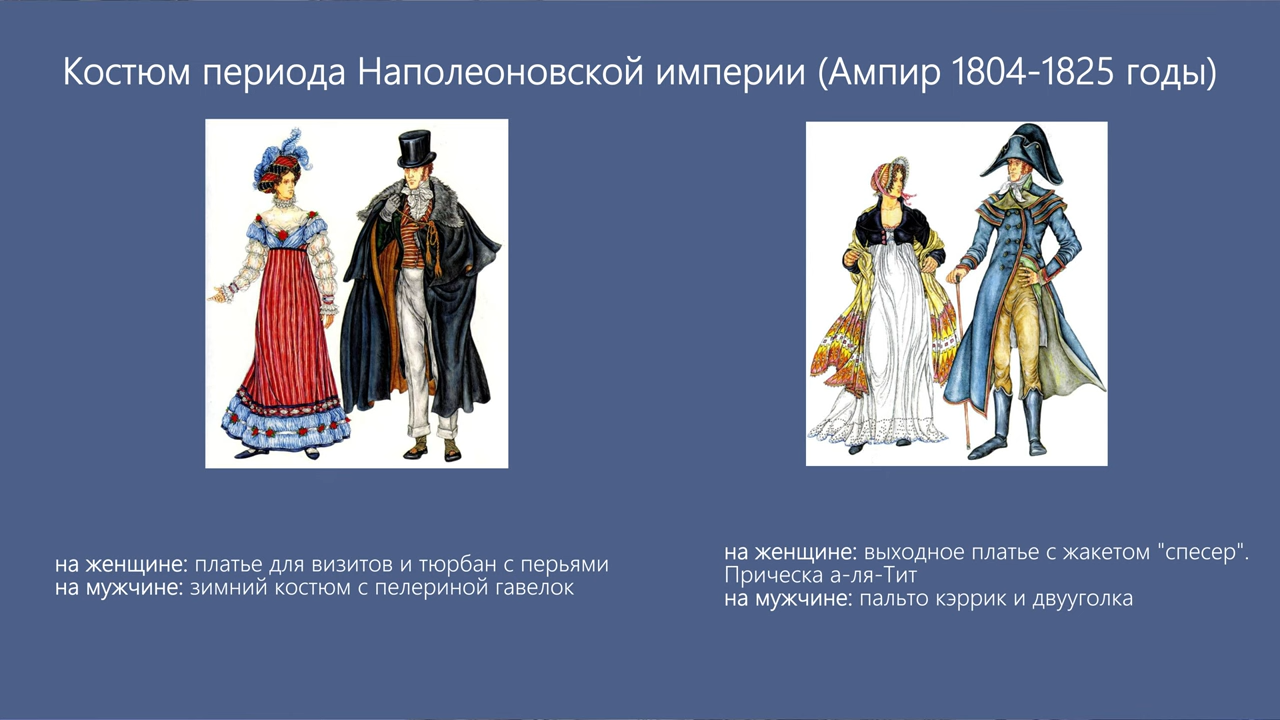 Костюм периода Наполеоновской империи (Ампир 1804-1825 годы)
на женщине: платье для визитов и тюрбан с перьями
на мужчине: зимний костюм с пелериной гавелок
на женщине: выходное платье с жакетом "спесер".
Прическа а-ля-Тит
на мужчине: пальто кэррик и двууголка